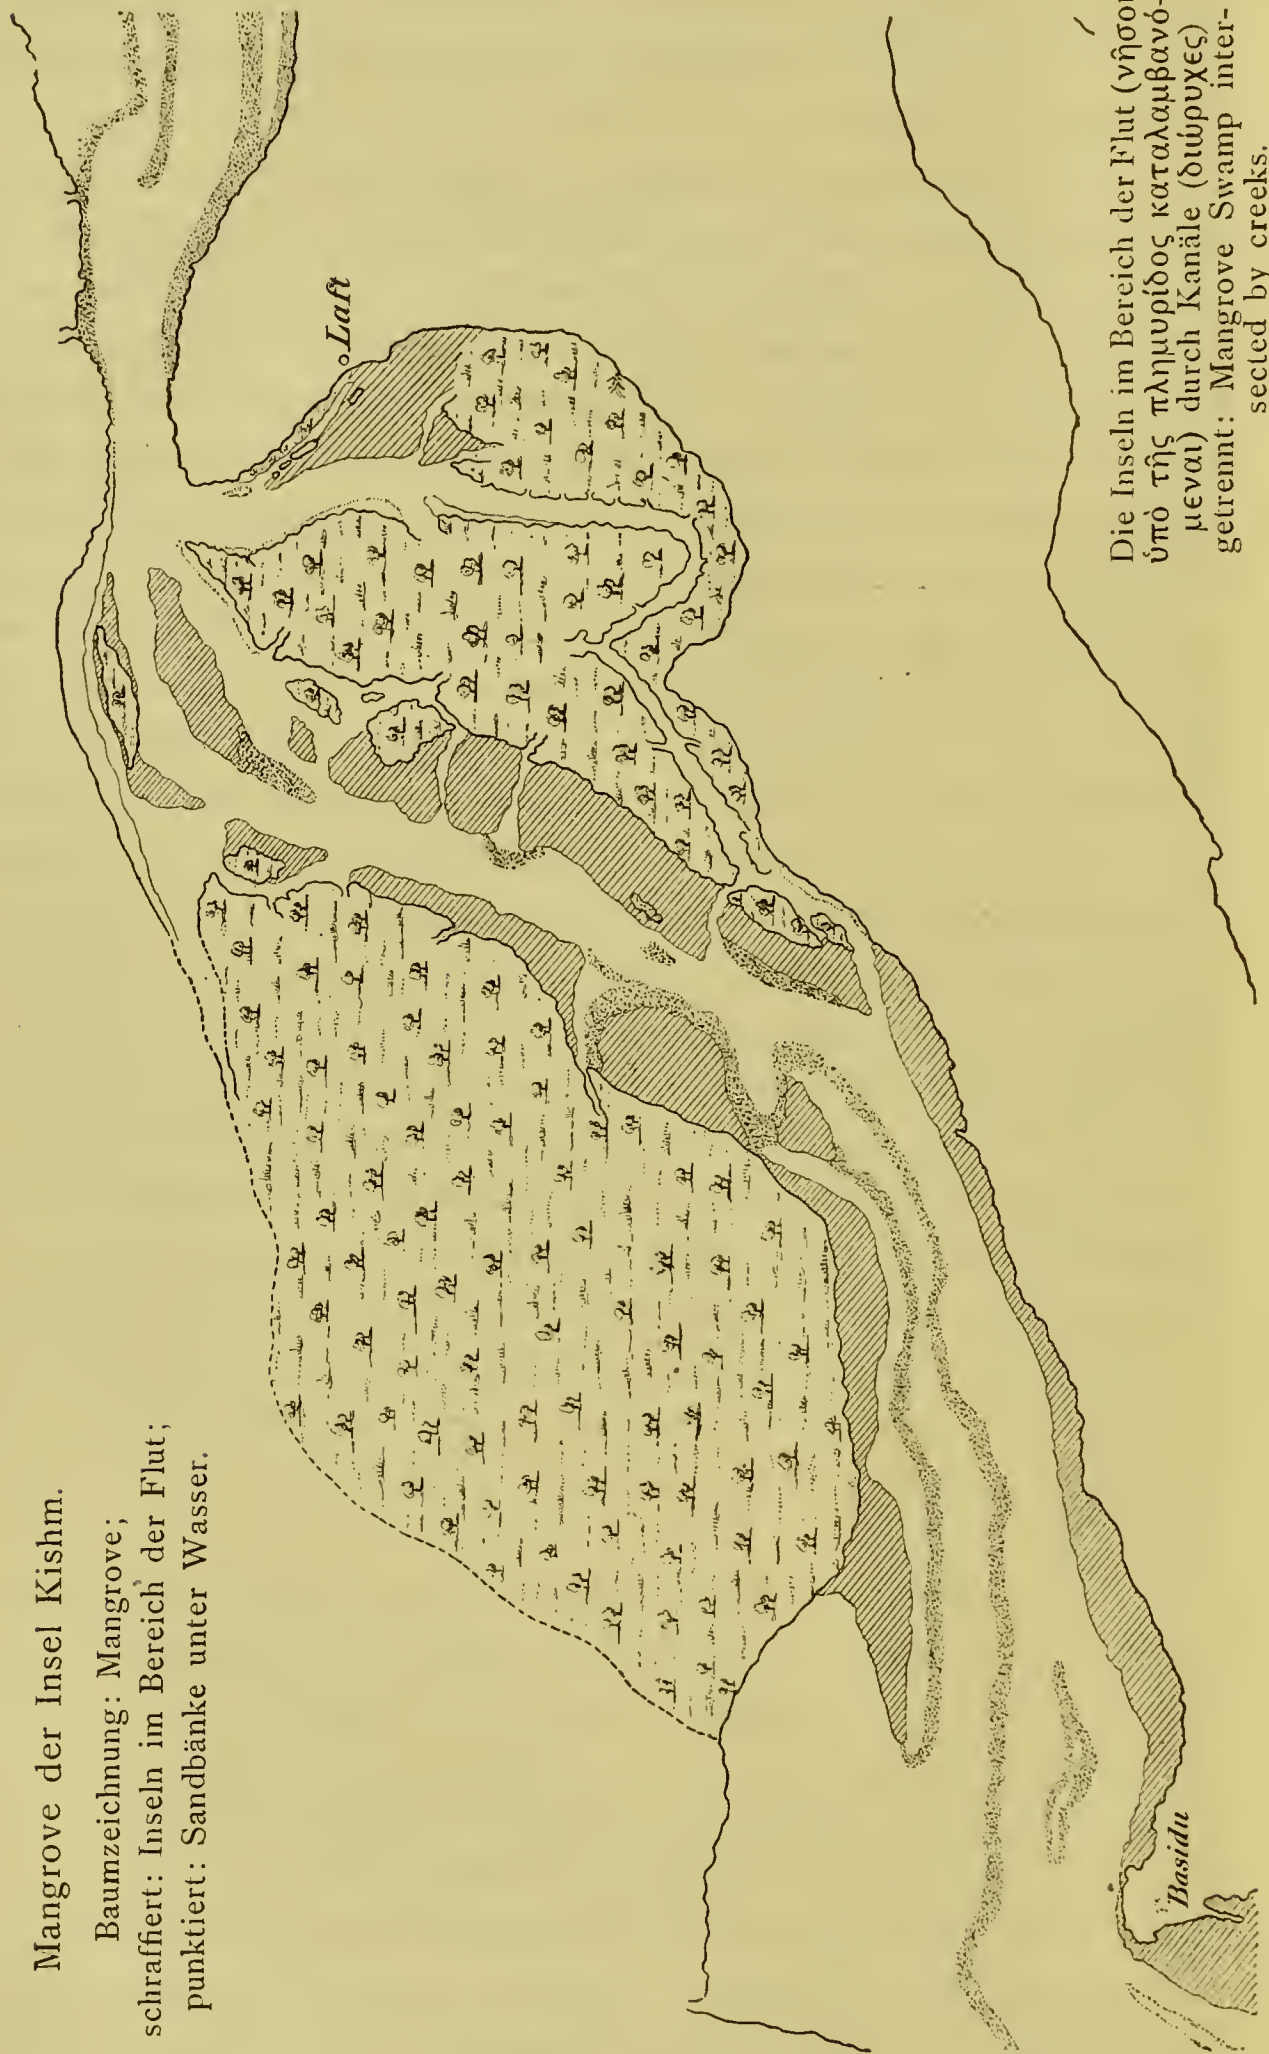 Mangrove der Insel Kishm.
Baumzeichnung: Mangrove;
schraffiert: Inseln im Bereich der Flut;
punktiert: Sandbänke unter Wasser.
Laft
Basidu
Die Inseln im Bereich der Flut (νῆσοι
ὑπὸ τῆς πλημυρίδος καταλαμβανό-
μεναι) durch Kanäle (διώρυχες)
getrennt: Mangrove Swamp inter-
sected by creeks.